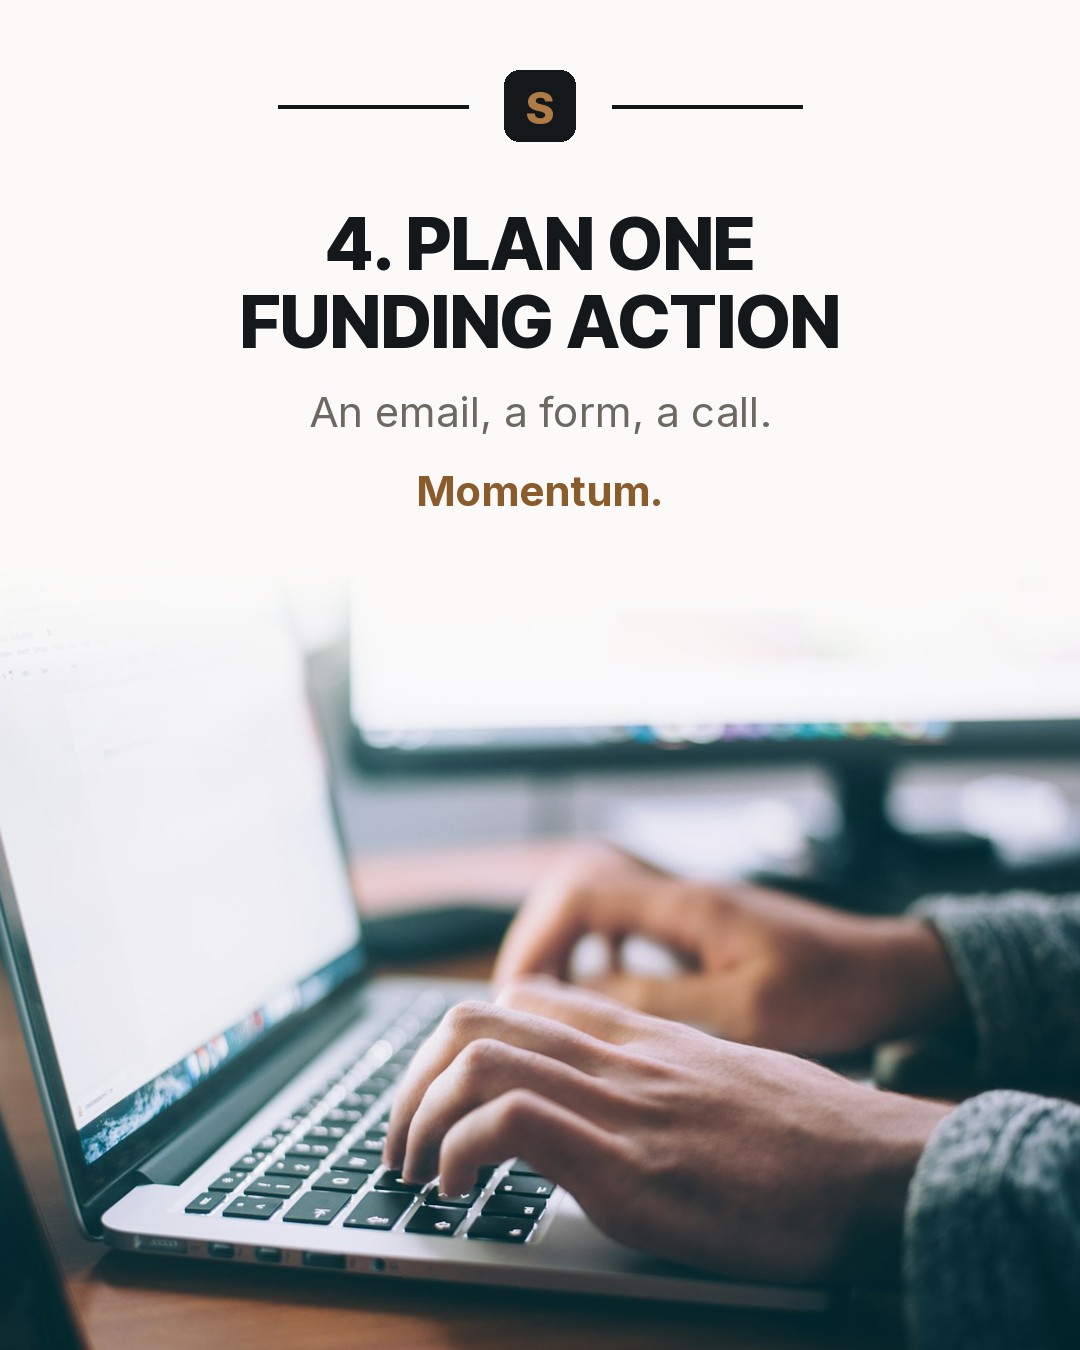 S
4. PLAN ONE
FUNDING ACTION
An email, a form, a call.
Momentum.